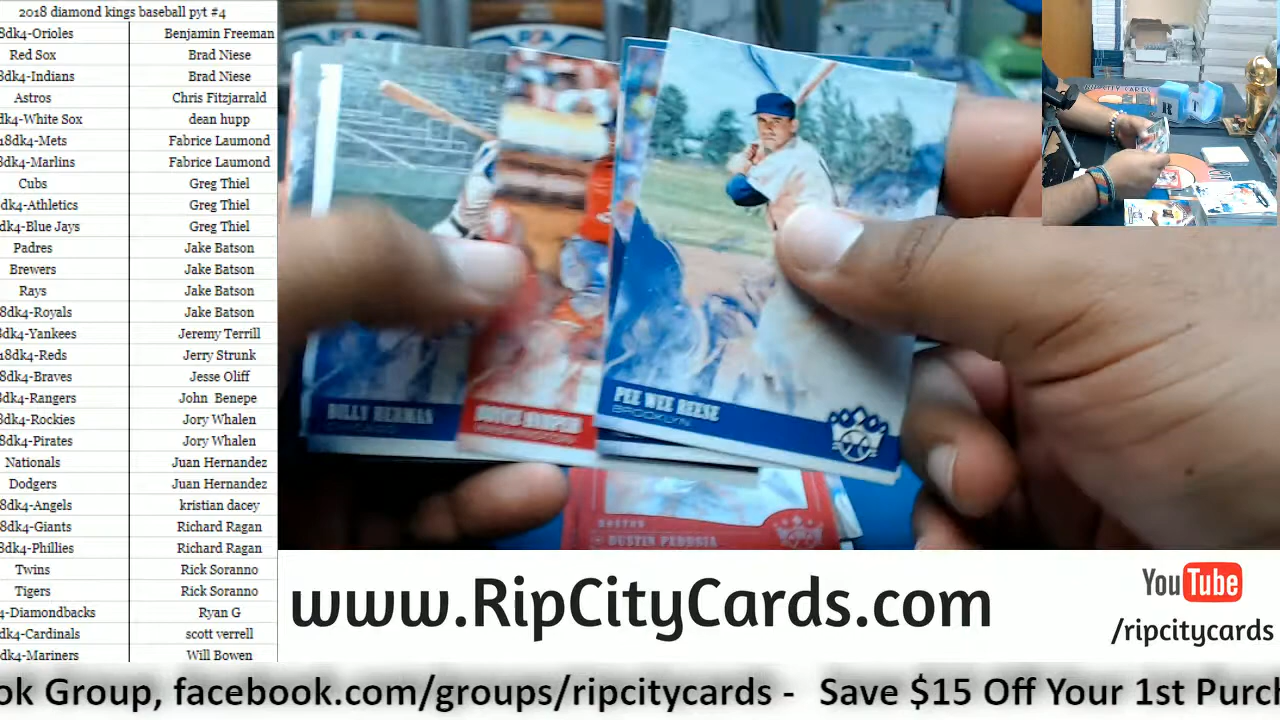 2018 diamond kings baseball pyt #4
8dk4-Orioles Benjamin Freeman
Red Sox Brad Niese
8dk4-Indians Brad Niese
Astros Chris Fitzjarrald
dk4-White Sox dean hupp
18dk4-Mets Fabrice Laumond
8dk4-Marlins Fabrice Laumond
Cubs Greg Thiel
dk4-Athletics Greg Thiel
dk4-Blue Jays Greg Thiel
Padres Jake Batson
Brewers Jake Batson
Rays Jake Batson
8dk4-Royals Jake Batson
8dk4-Yankees Jeremy Terrill
18dk4-Reds Jerry Strunk
8dk4-Braves Jesse Oliff
8dk4-Rangers John Benepe
8dk4-Rockies Jory Whalen
8dk4-Pirates Jory Whalen
Nationals Juan Hernandez
Dodgers Juan Hernandez
8dk4-Angels kristian dacey
8dk4-Giants Richard Ragan
8dk4-Phillies Richard Ragan
Twins Rick Soranno
Tigers Rick Soranno
4-Diamondbacks Ryan G
dk4-Cardinals scott verrell
dk4-Mariners Will Bowen
PEE WEE REESE
BROOKLYN
BILLY HERMAN
CHICAGO
BOSTON
DUSTIN PEDROIA
www.RipCityCards.com
YouTube
/ripcitycards
ok Group, facebook.com/groups/ripcitycards - Save $15 Off Your 1st Purch